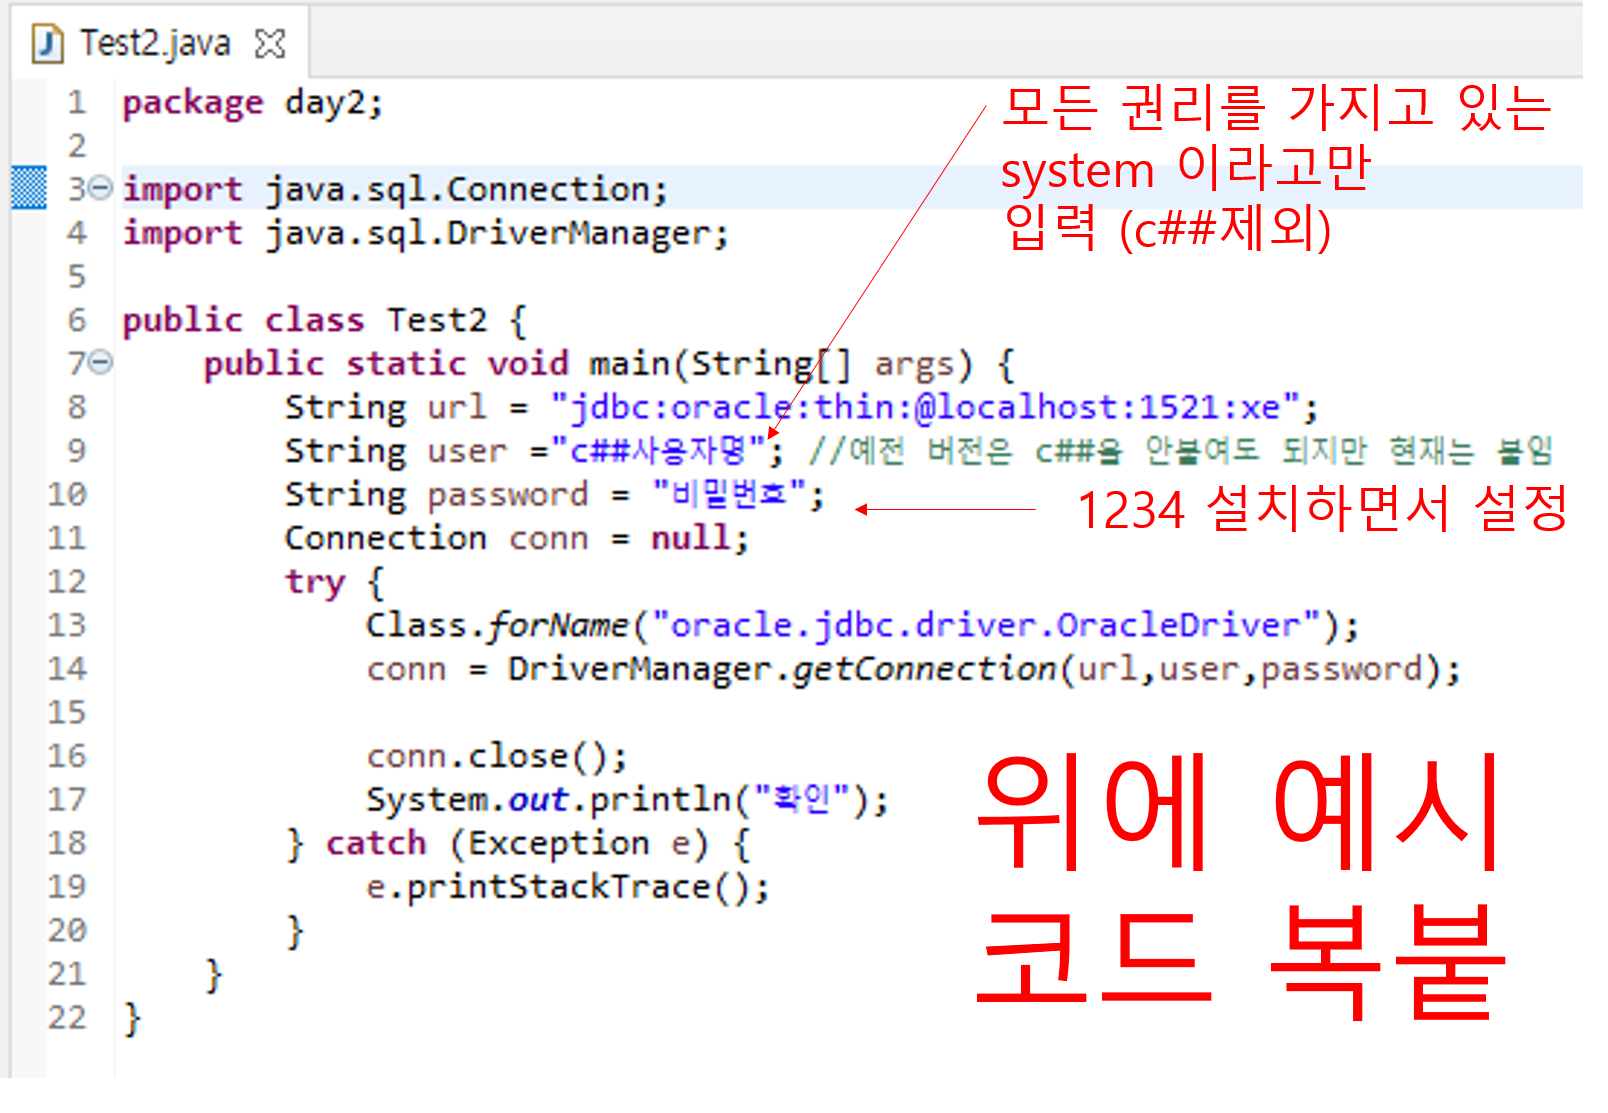 Test2.java
1 package day2;
2
3 import java.sql.Connection;
4 import java.sql.DriverManager;
5
6 public class Test2 {
7 public static void main(String[] args) {
8 String url = "jdbc:oracle:thin:@localhost:1521:xe";
9 String user ="c##사용자명"; //예전 버전은 c##을 안붙여도 되지만 현재는 붙임
10 String password = "비밀번호";
11 Connection conn = null;
12 try {
13 Class.forName("oracle.jdbc.driver.OracleDriver");
14 conn = DriverManager.getConnection(url,user,password);
15
16 conn.close();
17 System.out.println("확인");
18 } catch (Exception e) {
19 e.printStackTrace();
20 }
21 }
22 }
모든 권리를 가지고 있는
system 이라고만
입력 (c##제외)
1234 설치하면서 설정
위에 예시
코드 복붙